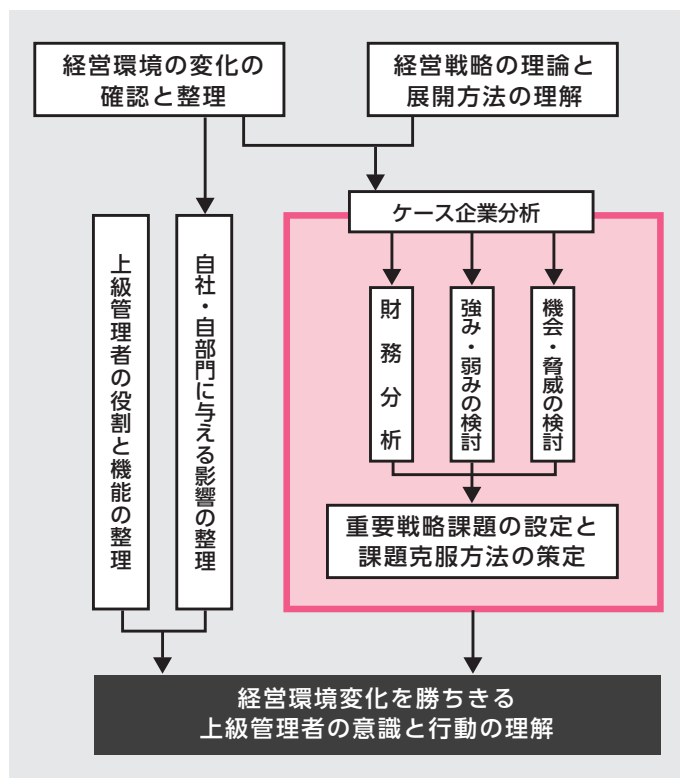 経営環境の変化の
確認と整理
経営戦略の理論と
展開方法の理解
ケース企業分析
上級管理者の役割と機能の整理
自社・自部門に与える影響の整理
財務分析
強み・弱みの検討
機会・脅威の検討
重要戦略課題の設定と
課題克服方法の策定
経営環境変化を勝ちきる
上級管理者の意識と行動の理解